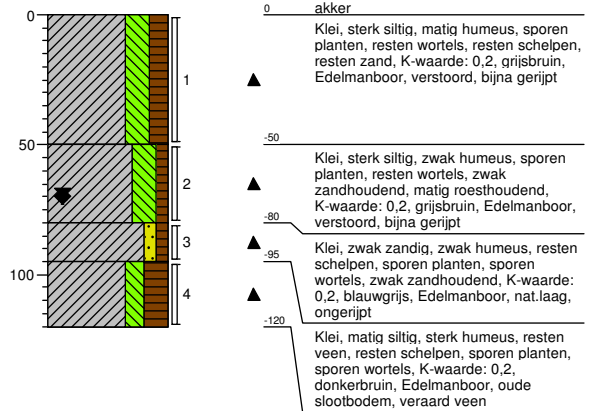 0
50
100
1
2
3
4
0 akker
Klei, sterk siltig, matig humeus, sporen
planten, resten wortels, resten schelpen,
resten zand, K-waarde: 0,2, grijsbruin,
Edelmanboor, verstoord, bijna gerijpt
-50
Klei, sterk siltig, zwak humeus, sporen
planten, resten wortels, zwak
zandhoudend, matig roesthoudend,
K-waarde: 0,2, grijsbruin, Edelmanboor,
verstoord, bijna gerijpt
-80
Klei, zwak zandig, zwak humeus, resten
schelpen, sporen planten, sporen
wortels, zwak zandhoudend, K-waarde:
0,2, blauwgrijs, Edelmanboor, nat.laag,
ongerijpt
-95
Klei, matig siltig, sterk humeus, resten
veen, resten schelpen, sporen planten,
sporen wortels, K-waarde: 0,2,
donkerbruin, Edelmanboor, oude
slootbodem, veraard veen
-120